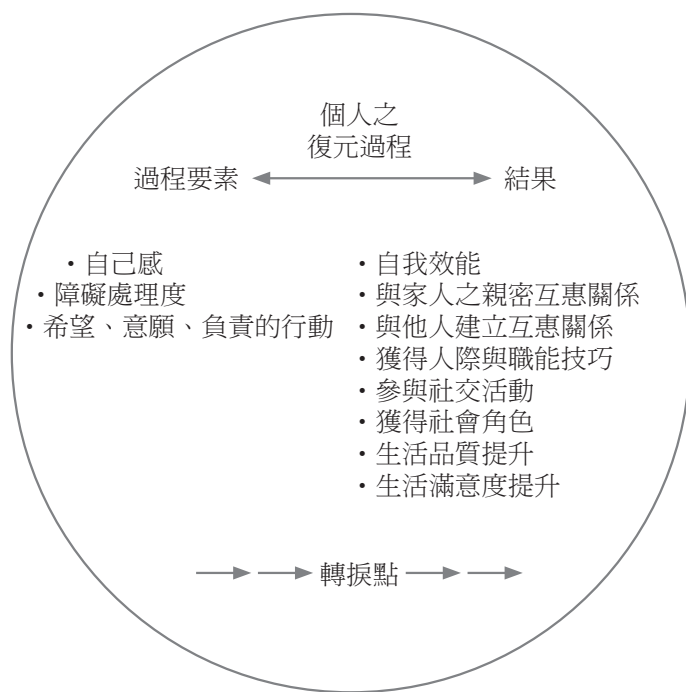 個人之
復元過程
過程要素 結果
・自己感
・障礙處理度
・希望、意願、負責的行動
・自我效能
・與家人之親密互惠關係
・與他人建立互惠關係
・獲得人際與職能技巧
・參與社交活動
・獲得社會角色
・生活品質提升
・生活滿意度提升
轉捩點